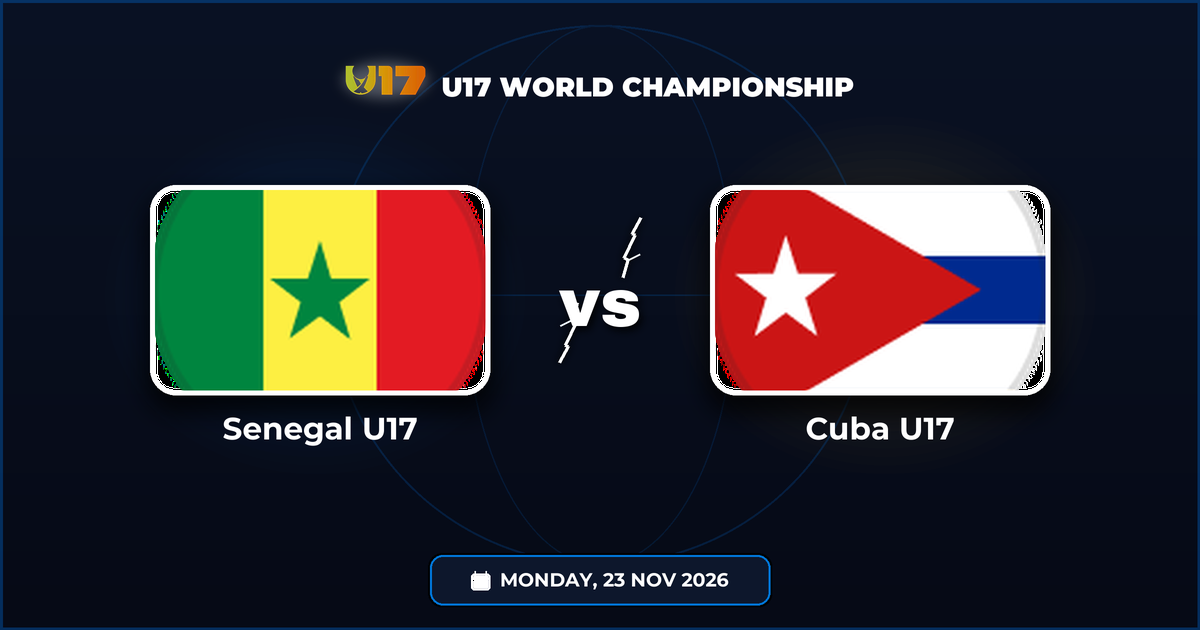 U17 U17 WORLD CHAMPIONSHIP
VS
Senegal U17
Cuba U17
MONDAY, 23 NOV 2026